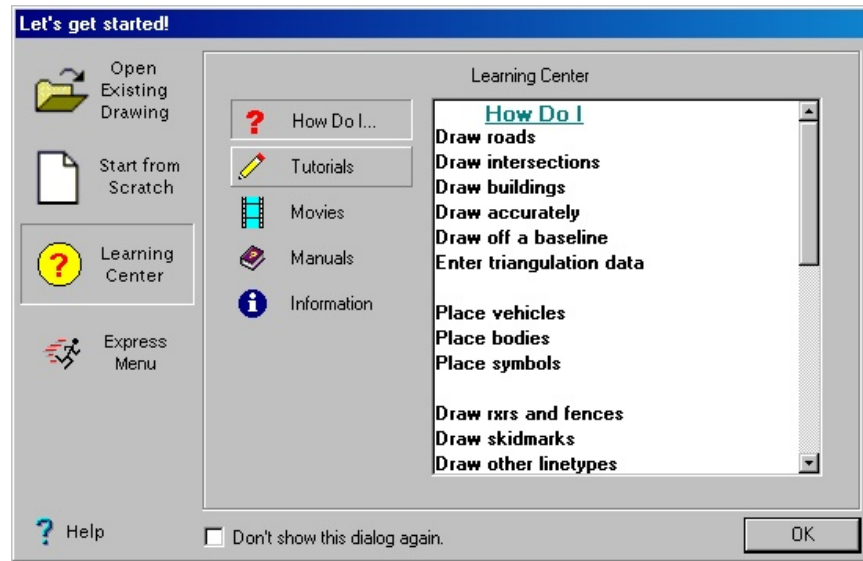 Let's get started!
Open
Existing
Drawing
Start from
Scratch
Learning
Center
Express
Menu
Help
Learning Center
How Do I...
Tutorials
Movies
Manuals
Information
How Do I
Draw roads
Draw intersections
Draw buildings
Draw accurately
Draw off a baseline
Enter triangulation data
Place vehicles
Place bodies
Place symbols
Draw rxrs and fences
Draw skidmarks
Draw other linetypes
Don't show this dialog again.
OK